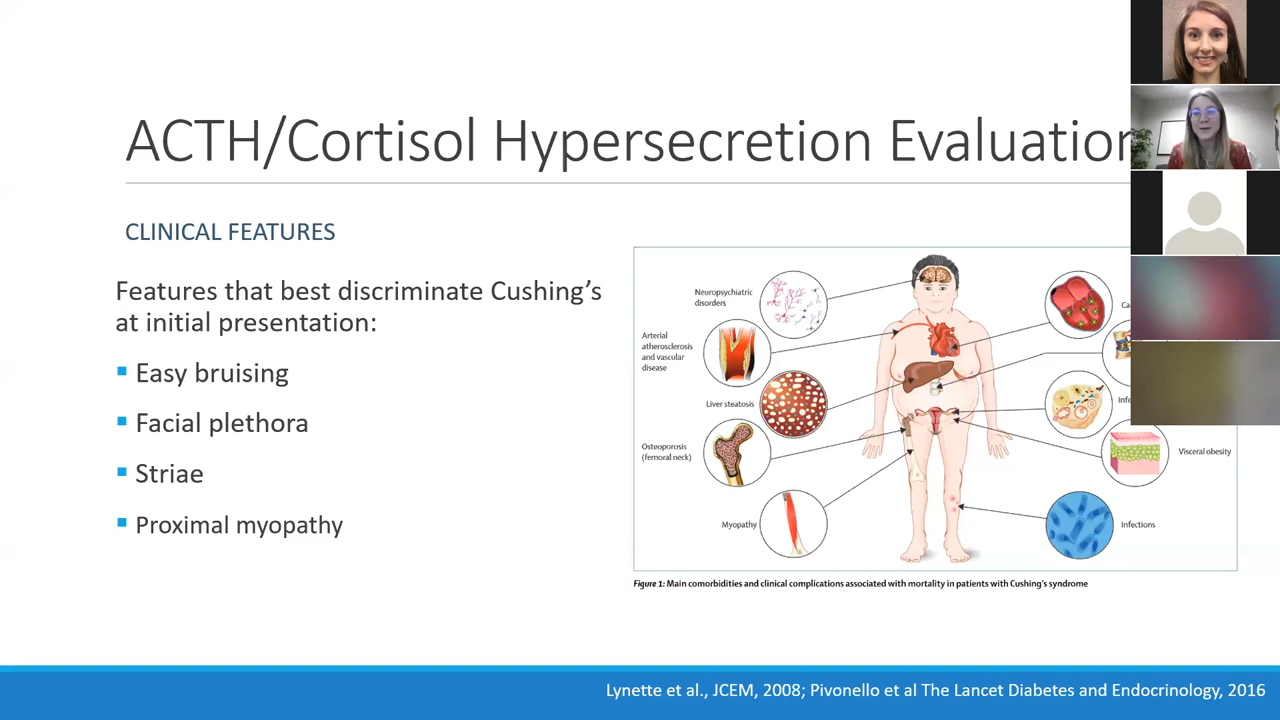 ACTH/Cortisol Hypersecretion Evaluation
CLINICAL FEATURES
Features that best discriminate Cushing's
at initial presentation:
Easy bruising
Facial plethora
Striae
Proximal myopathy
Neuropsychiatric
disorders
Arterial
atherosclerosis
and vascular
disease
Liver steatosis
Osteoporosis
(femoral neck)
Myopathy
Visceral obesity
Infections
Figure 1: Main comorbidities and clinical complications associated with mortality in patients with Cushing's syndrome
Lynette et al., JCEM, 2008; Pivonello et al The Lancet Diabetes and Endocrinology, 2016